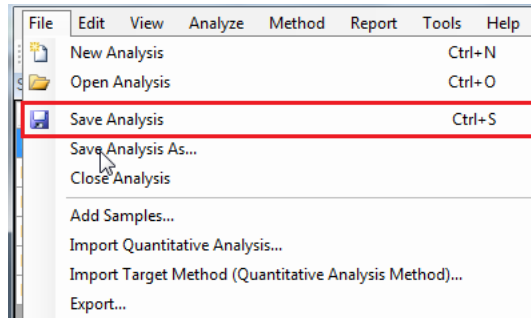 File Edit View Analyze Method Report Tools Help
New Analysis Ctrl+N
Open Analysis Ctrl+O
Save Analysis Ctrl+S
Save Analysis As...
Close Analysis
Add Samples...
Import Quantitative Analysis...
Import Target Method (Quantitative Analysis Method)...
Export...